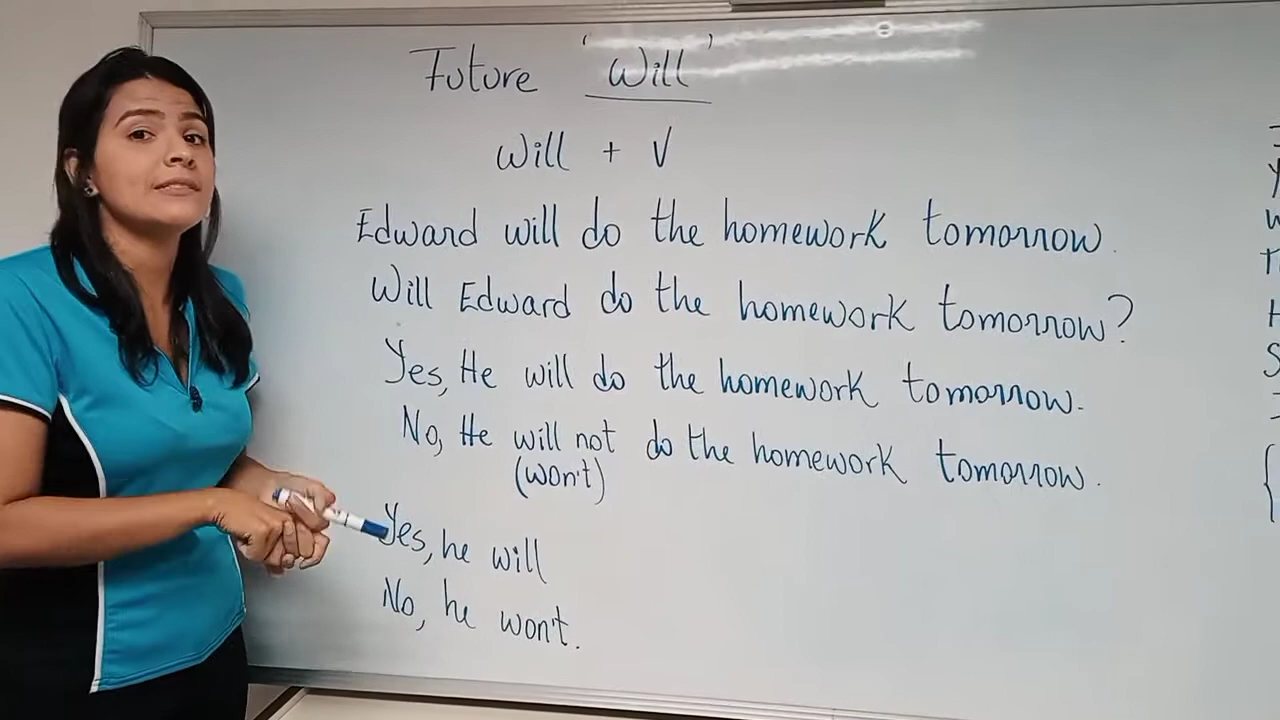 Future 'Will'
Will + V
Edward will do the homework tomorrow.
Will Edward do the homework tomorrow?
Yes, He will do the homework tomorrow.
No, He will not do the homework tomorrow.
(won't)
Yes, he will
No, he won't.